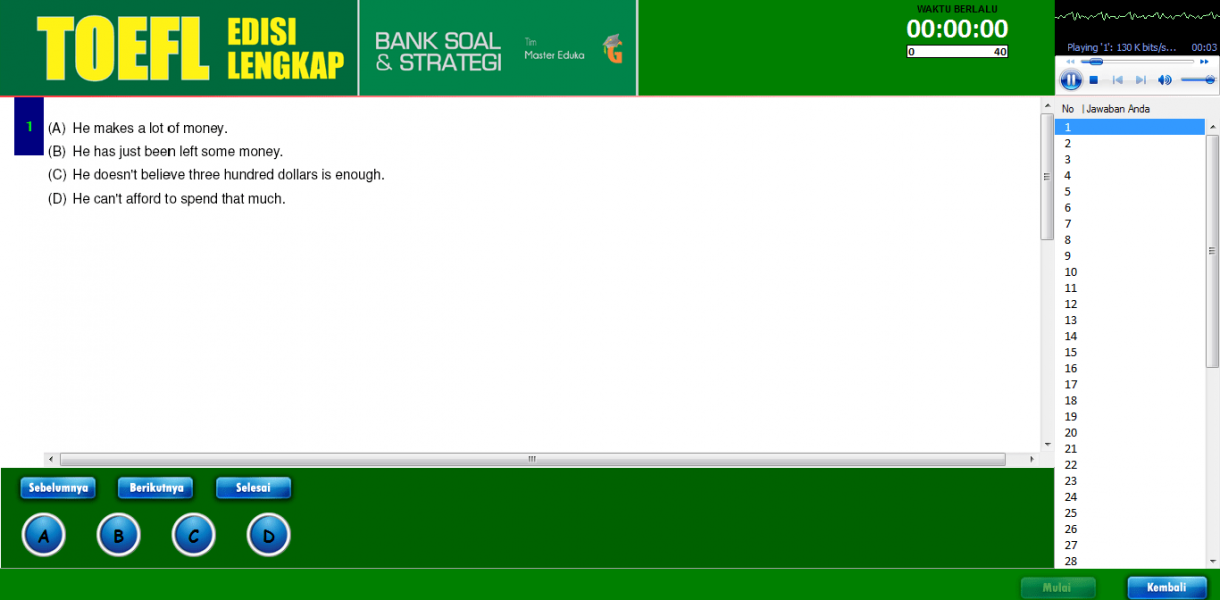 TOEFL EDISI LENGKAP
BANK SOAL & STRATEGI
Tim Master Eduka
WAKTU BERLALU
00:00:00
0 40
Playing '1': 130 K bits/s... 00:03
1
(A) He makes a lot of money.
(B) He has just been left some money.
(C) He doesn't believe three hundred dollars is enough.
(D) He can't afford to spend that much.
No Jawaban Anda
1
2
3
4
5
6
7
8
9
10
11
12
13
14
15
16
17
18
19
20
21
22
23
24
25
26
27
28
Sebelumnya Berikutnya Selesai
A B C D
Mulai Kembali